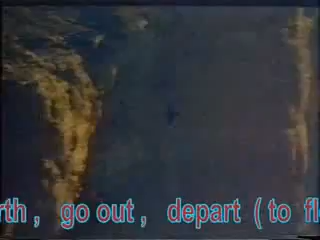 rth , go out , depart ( to fl